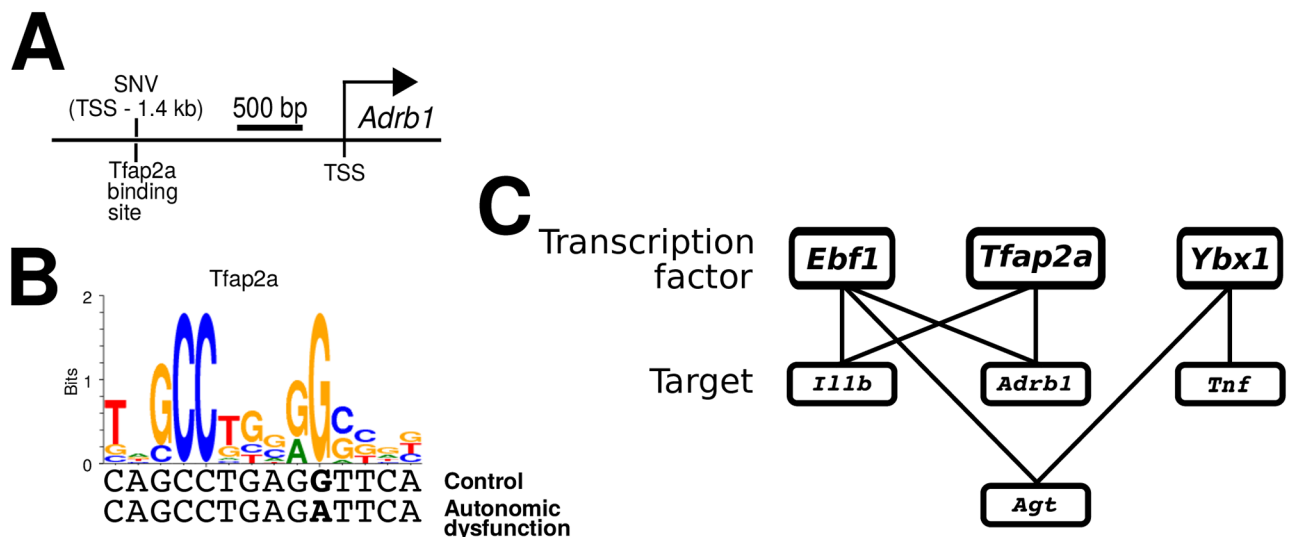 A
SNV
(TSS - 1.4 kb)
500 bp
Adrb1
Tfap2a
binding
site
TSS
B
Tfap2a
2
1
0
Bits
CAGCCTGAGGTTCA Control
CAGCCTGAGATTCA Autonomic
dysfunction
C
Transcription
factor
Ebf1
Tfap2a
Ybx1
Target
Il1b
Adrb1
Tnf
Agt